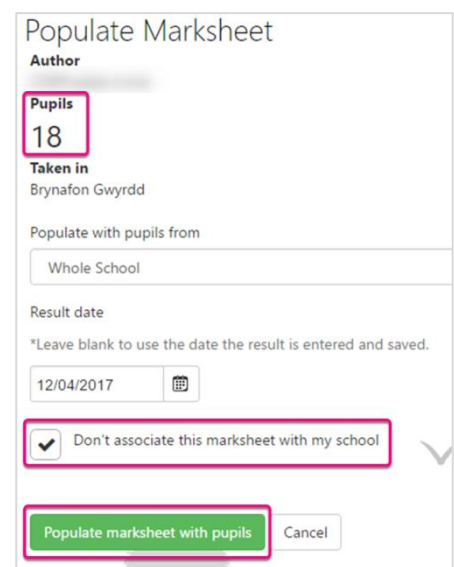 Populate Marksheet
Author
Pupils
18
Taken in
Brynafon Gwyrdd
Populate with pupils from
Whole School
Result date
*Leave blank to use the date the result is entered and saved.
12/04/2017
Don't associate this marksheet with my school
Populate marksheet with pupils Cancel